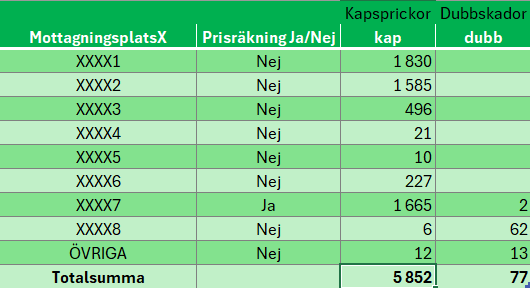 Kapsprickor Dubbskador
MottagningsplatsX Prisräkning Ja/Nej kap dubb
XXXX1 Nej 1 830
XXXX2 Nej 1 585
XXXX3 Nej 496
XXXX4 Nej 21
XXXX5 Nej 10
XXXX6 Nej 227
XXXX7 Ja 1 665 2
XXXX8 Nej 6 62
ÖVRIGA Nej 12 13
Totalsumma 5 852 77